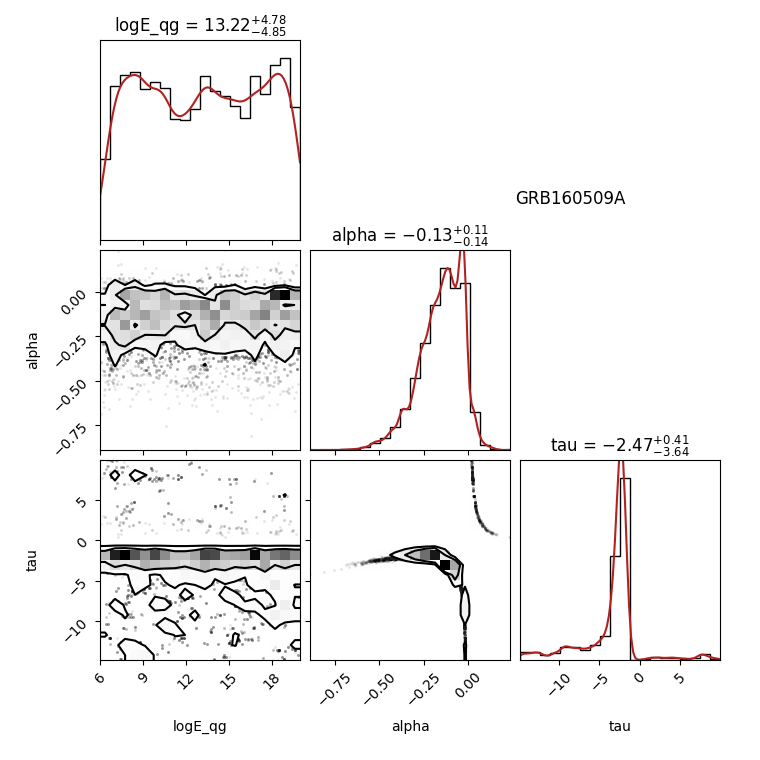 logE_qg = 13.22+4.78 −4.85
GRB160509A
alpha = −0.13+0.11 −0.14
0.00
−0.25
−0.50
−0.75
alpha
tau = −2.47+0.41 −3.64
5
0
−5
−10
tau
6 9 12 15 18
−0.75 −0.50 −0.25 0.00
−10 −5 0 5
logE_qg alpha tau